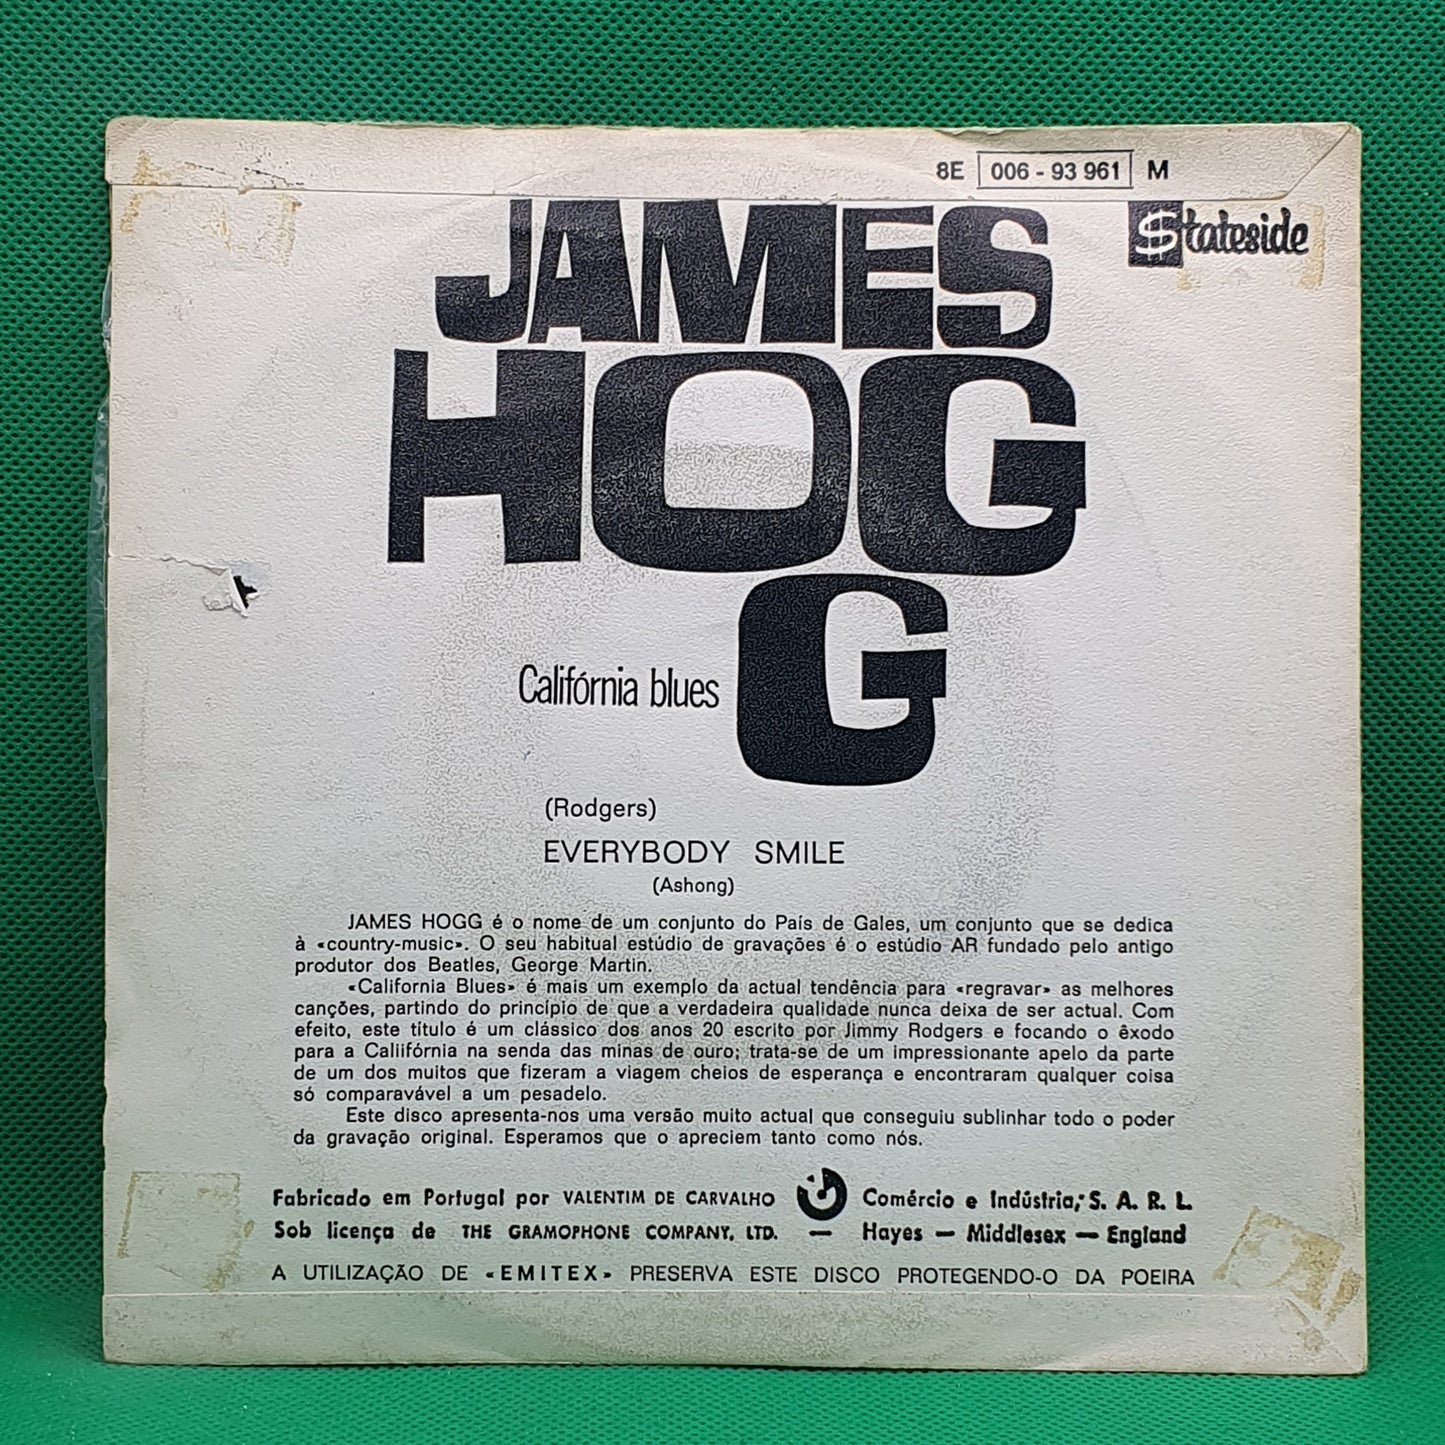 8E 006 - 93 961 M
$tateside
JAMES
HOG
G
Califórnia blues
(Rodgers)
EVERYBODY SMILE
(Ashong)
JAMES HOGG é o nome de um conjunto do País de Gales, um conjunto que se dedica
à «country-music». O seu habitual estúdio de gravações é o estúdio AR fundado pelo antigo
produtor dos Beatles, George Martin.
«California Blues» é mais um exemplo da actual tendência para «regravar» as melhores
canções, partindo do princípio de que a verdadeira qualidade nunca deixa de ser actual. Com
efeito, este título é um clássico dos anos 20 escrito por Jimmy Rodgers e focando o êxodo
para a Caliifórnia na senda das minas de ouro; trata-se de um impressionante apelo da parte
de um dos muitos que fizeram a viagem cheios de esperança e encontraram qualquer coisa
só comparavável a um pesadelo.
Este disco apresenta-nos uma versão muito actual que conseguiu sublinhar todo o poder
da gravação original. Esperamos que o apreciem tanto como nós.
Fabricado em Portugal por VALENTIM DE CARVALHO Comércio e Indústria, S. A. R. L.
Sob licença de THE GRAMOPHONE COMPANY, LTD. — Hayes — Middlesex — England
A UTILIZAÇÃO DE «EMITEX» PRESERVA ESTE DISCO PROTEGENDO-O DA POEIRA